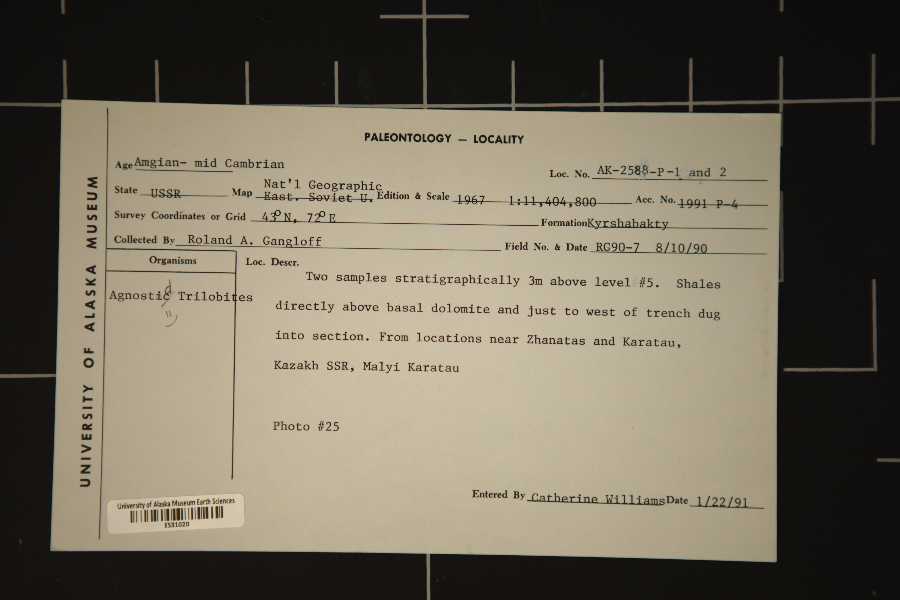 PALEONTOLOGY — LOCALITY
Age Amgian- mid Cambrian
Loc. No. AK-2588-P-1 and 2
State USSR Map Nat'l Geographic East. Soviet U. Edition & Scale 1967 1:11,404,800 Acc. No. 1991 P-4
Survey Coordinates or Grid 43°N, 72°E Formation Kyrshabakty
Collected By Roland A. Gangloff Field No. & Date RG90-7 8/10/90
Organisms
Agnostic Trilobites
d
Loc. Descr.
Two samples stratigraphically 3m above level #5. Shales
directly above basal dolomite and just to west of trench dug
into section. From locations near Zhanatas and Karatau,
Kazakh SSR, Malyi Karatau
Photo #25
Entered By Catherine Williams Date 1/22/91
UNIVERSITY OF ALASKA MUSEUM
University of Alaska Museum Earth Sciences